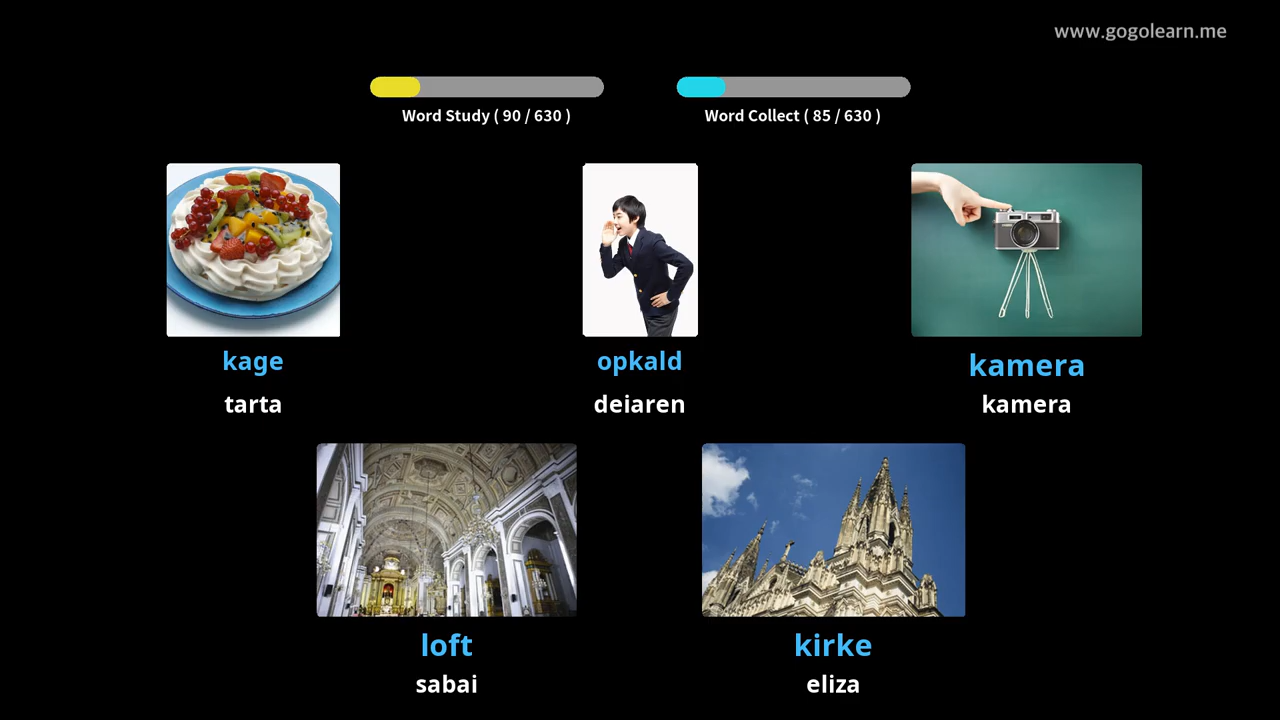 www.gogolearn.me
Word Study ( 90 / 630 )
Word Collect ( 85 / 630 )
kage
tarta
opkald
deiaren
kamera
kamera
loft
sabai
kirke
eliza